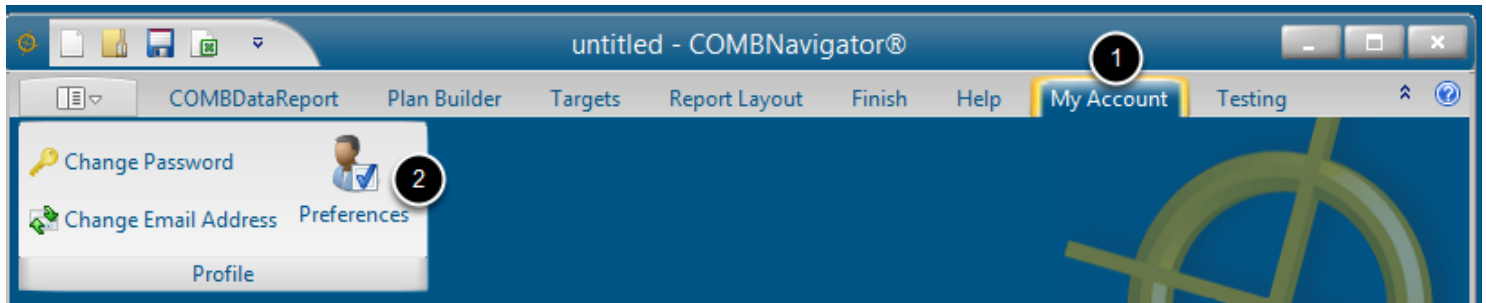 untitled - COMBNavigator®
1
COMBDataReport Plan Builder Targets Report Layout Finish Help My Account Testing
Change Password
2
Change Email Address Preferences
Profile